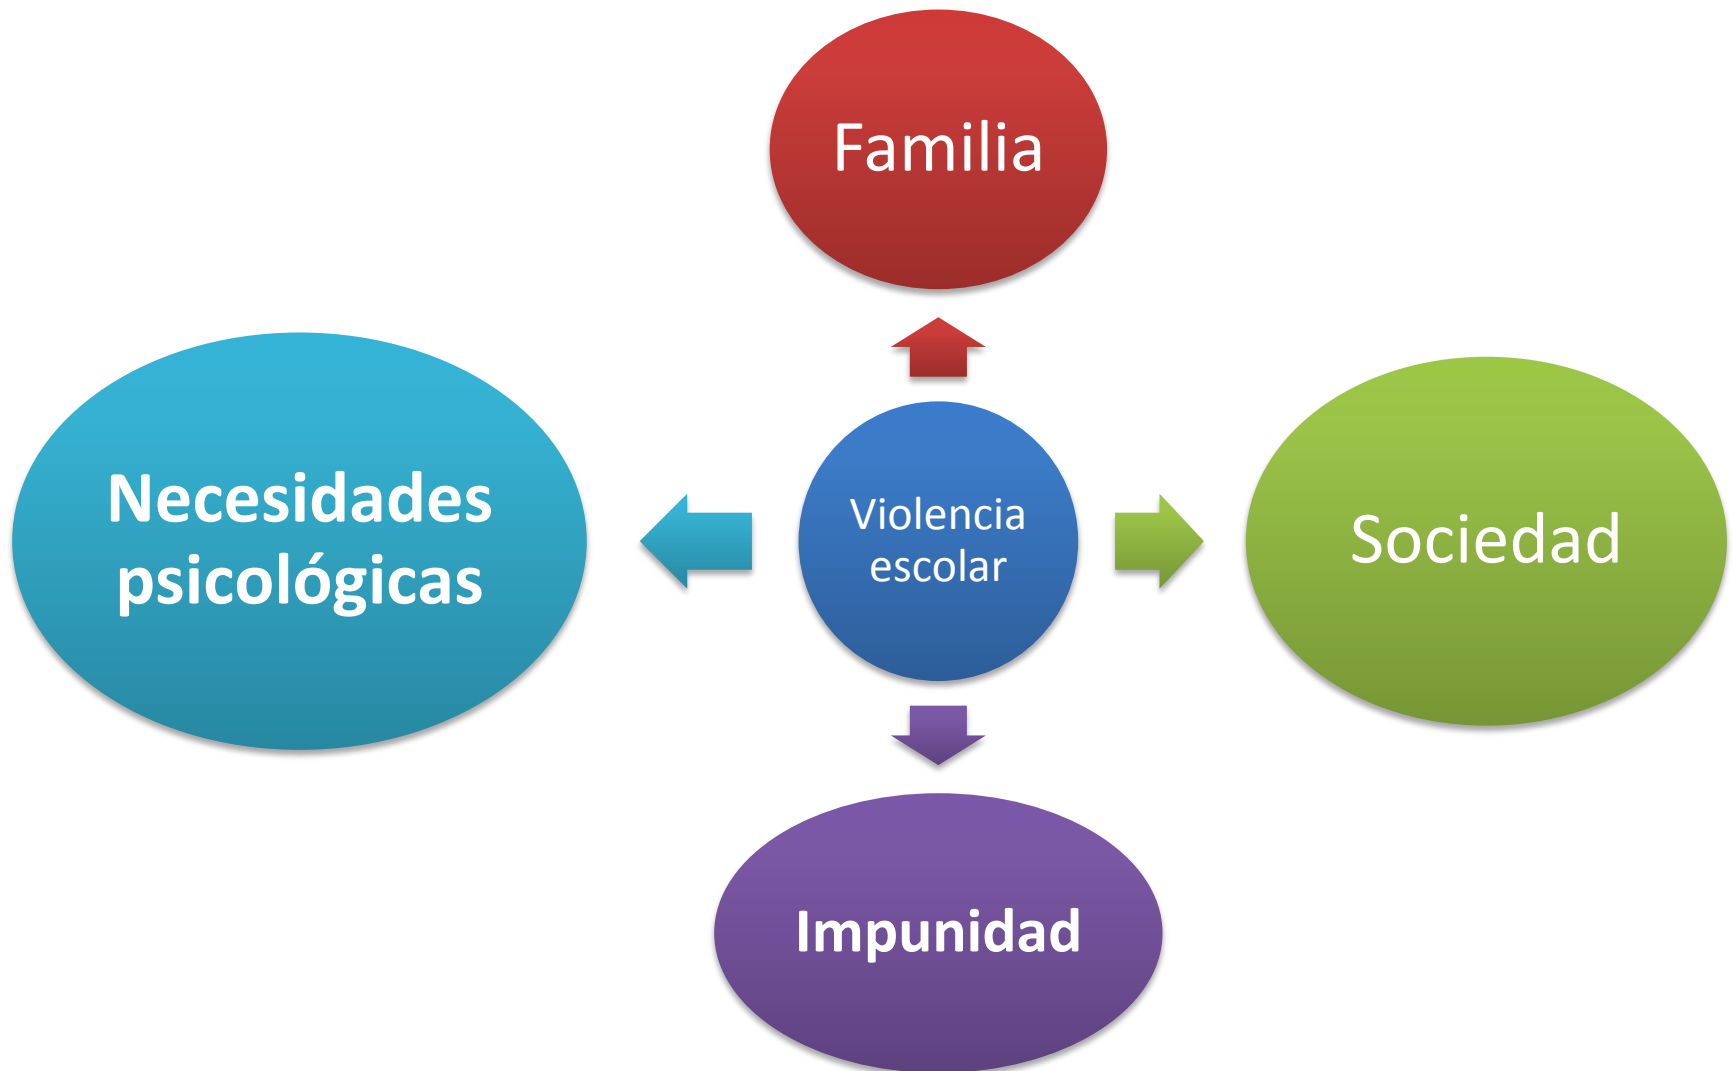 Familia
Necesidades
psicológicas
Violencia
escolar
Sociedad
Impunidad